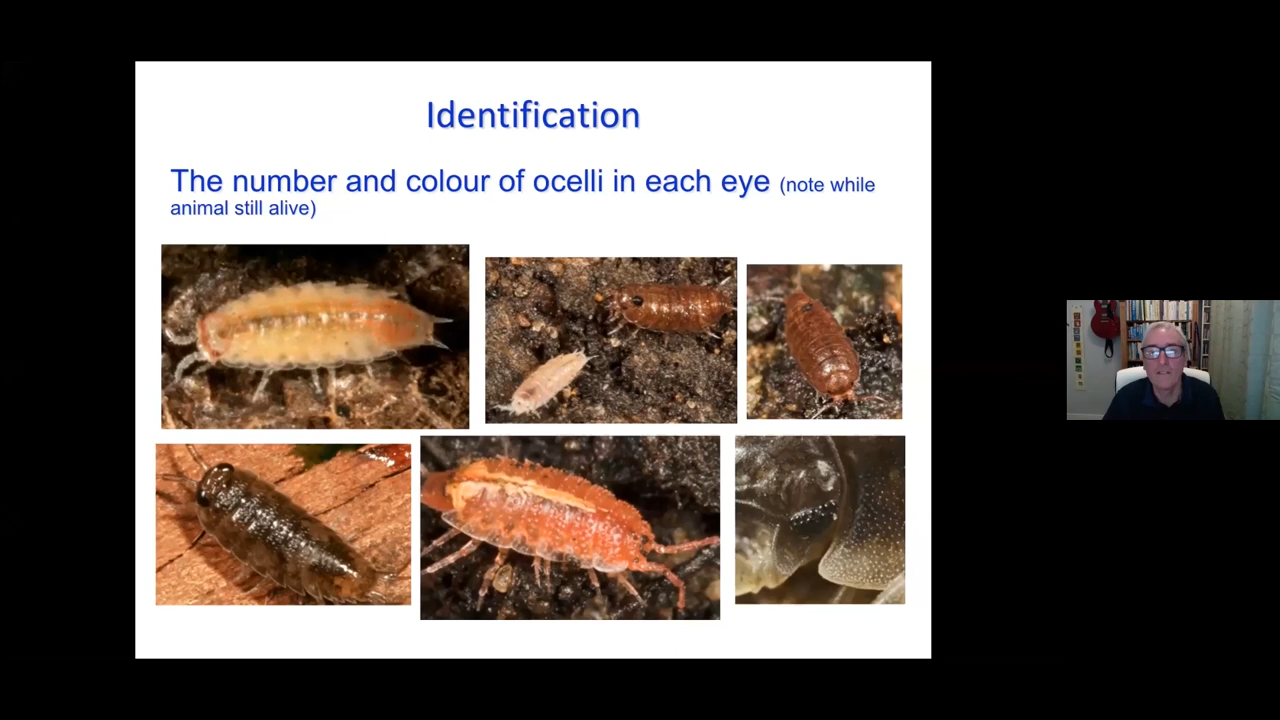 Identification
The number and colour of ocelli in each eye (note while
animal still alive)